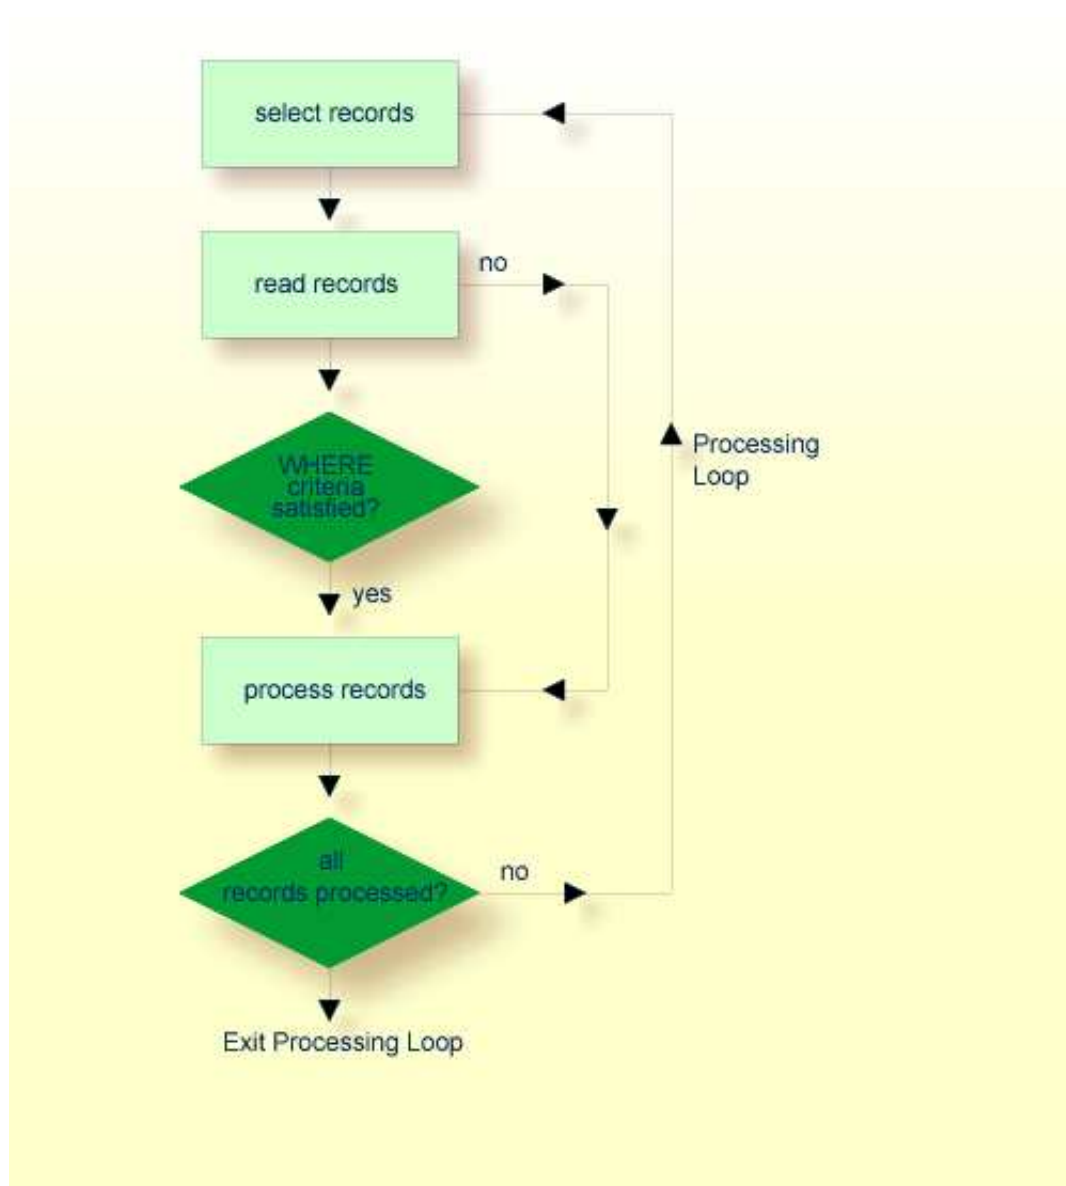 select records
read records
no
WHERE
criteria
satisfied?
Processing
Loop
yes
process records
all
records processed?
no
Exit Processing Loop